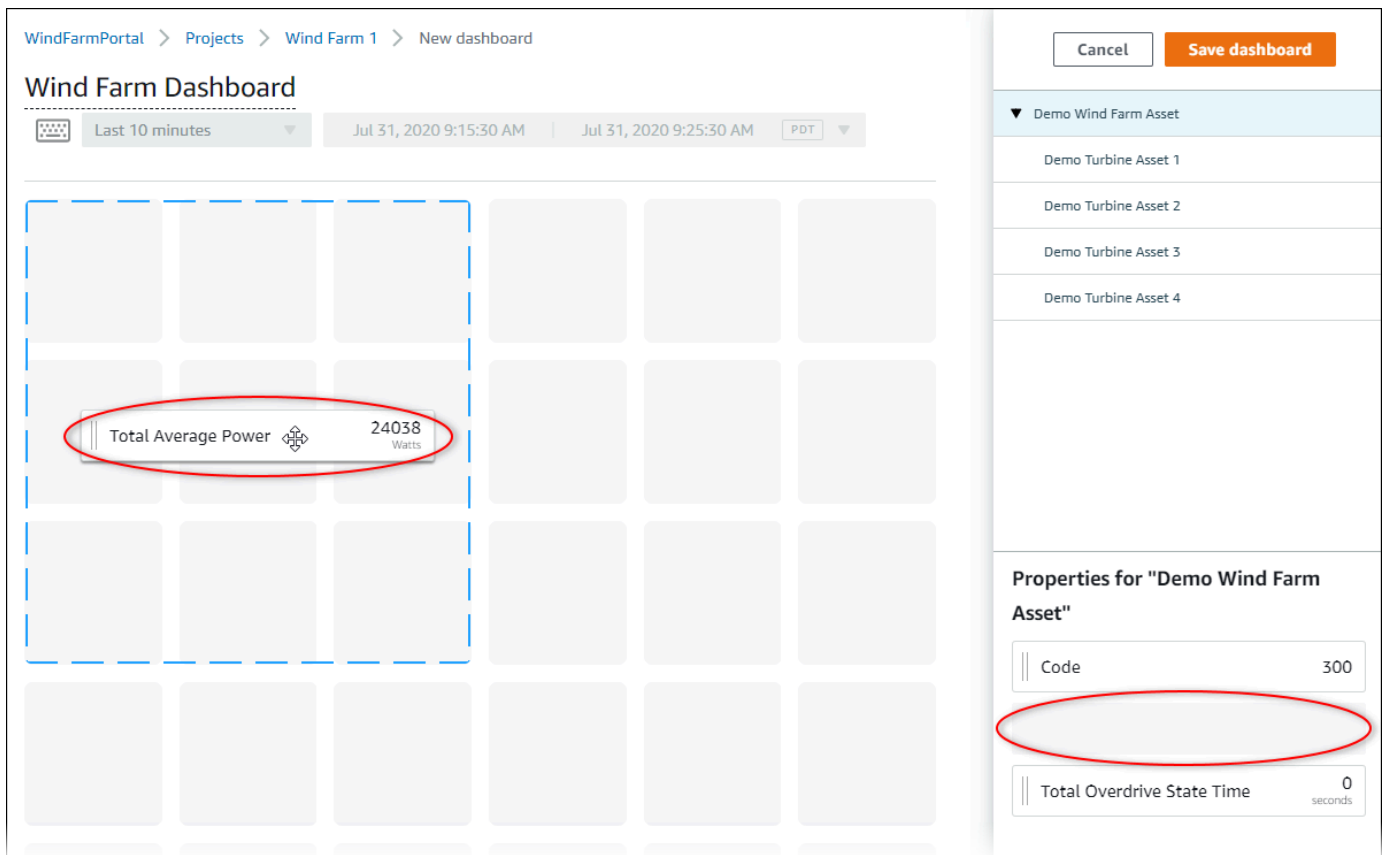 WindFarmPortal > Projects > Wind Farm 1 > New dashboard
Wind Farm Dashboard
Last 10 minutes Jul 31, 2020 9:15:30 AM Jul 31, 2020 9:25:30 AM PDT
Total Average Power 24038
Watts
Cancel Save dashboard
Demo Wind Farm Asset
Demo Turbine Asset 1
Demo Turbine Asset 2
Demo Turbine Asset 3
Demo Turbine Asset 4
Properties for "Demo Wind Farm
Asset"
Code 300
Total Overdrive State Time 0
seconds